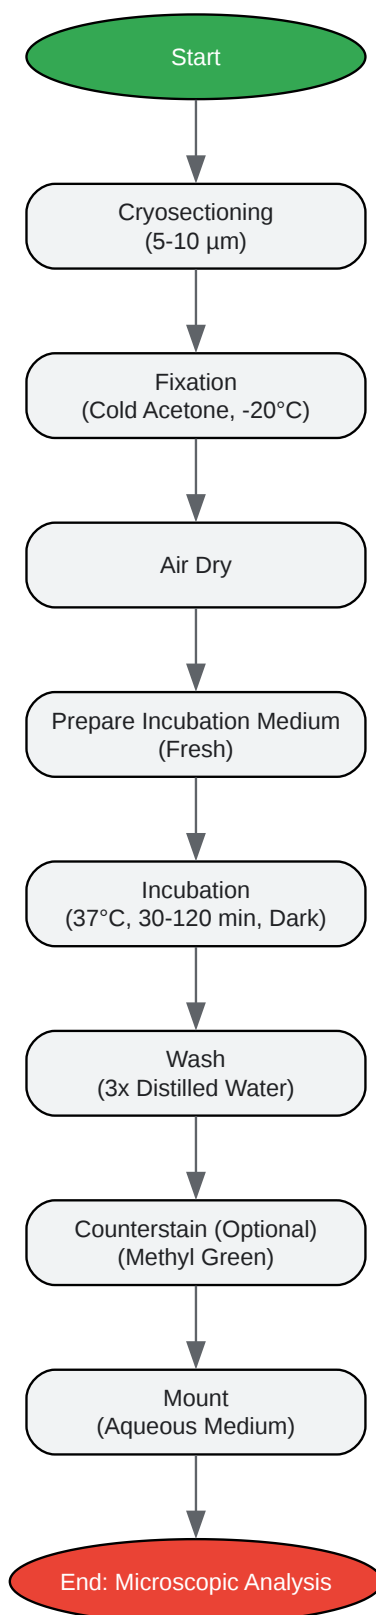 Start
Cryosectioning
(5-10 µm)
Fixation
(Cold Acetone, -20°C)
Air Dry
Prepare Incubation Medium
(Fresh)
Incubation
(37°C, 30-120 min, Dark)
Wash
(3x Distilled Water)
Counterstain (Optional)
(Methyl Green)
Mount
(Aqueous Medium)
End: Microscopic Analysis